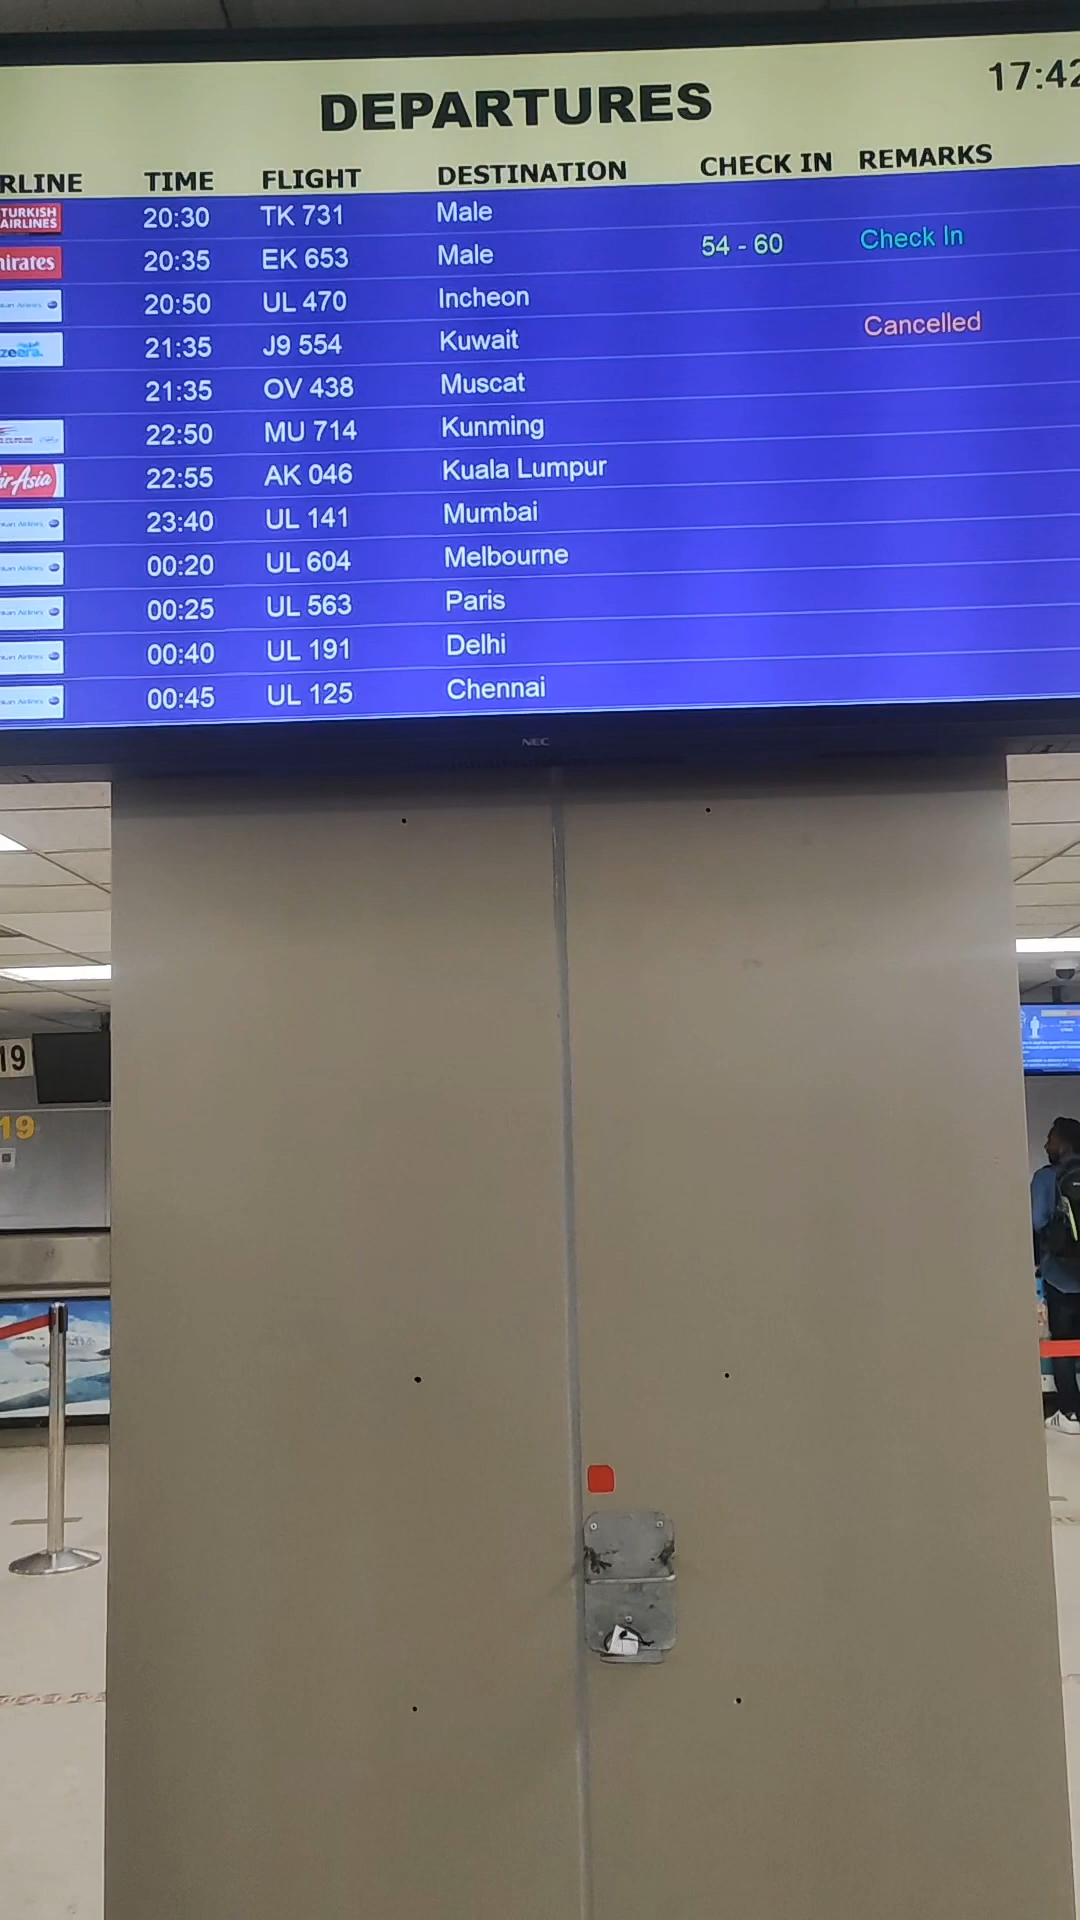 DEPARTURES 17:42
RLINE TIME FLIGHT DESTINATION CHECK IN REMARKS
TURKISH AIRLINES 20:30 TK 731 Male
nirates 20:35 EK 653 Male 54 - 60 Check In
20:50 UL 470 Incheon
zeera. 21:35 J9 554 Kuwait Cancelled
21:35 OV 438 Muscat
22:50 MU 714 Kunming
irAsia 22:55 AK 046 Kuala Lumpur
23:40 UL 141 Mumbai
00:20 UL 604 Melbourne
00:25 UL 563 Paris
00:40 UL 191 Delhi
00:45 UL 125 Chennai
NEC
19
19